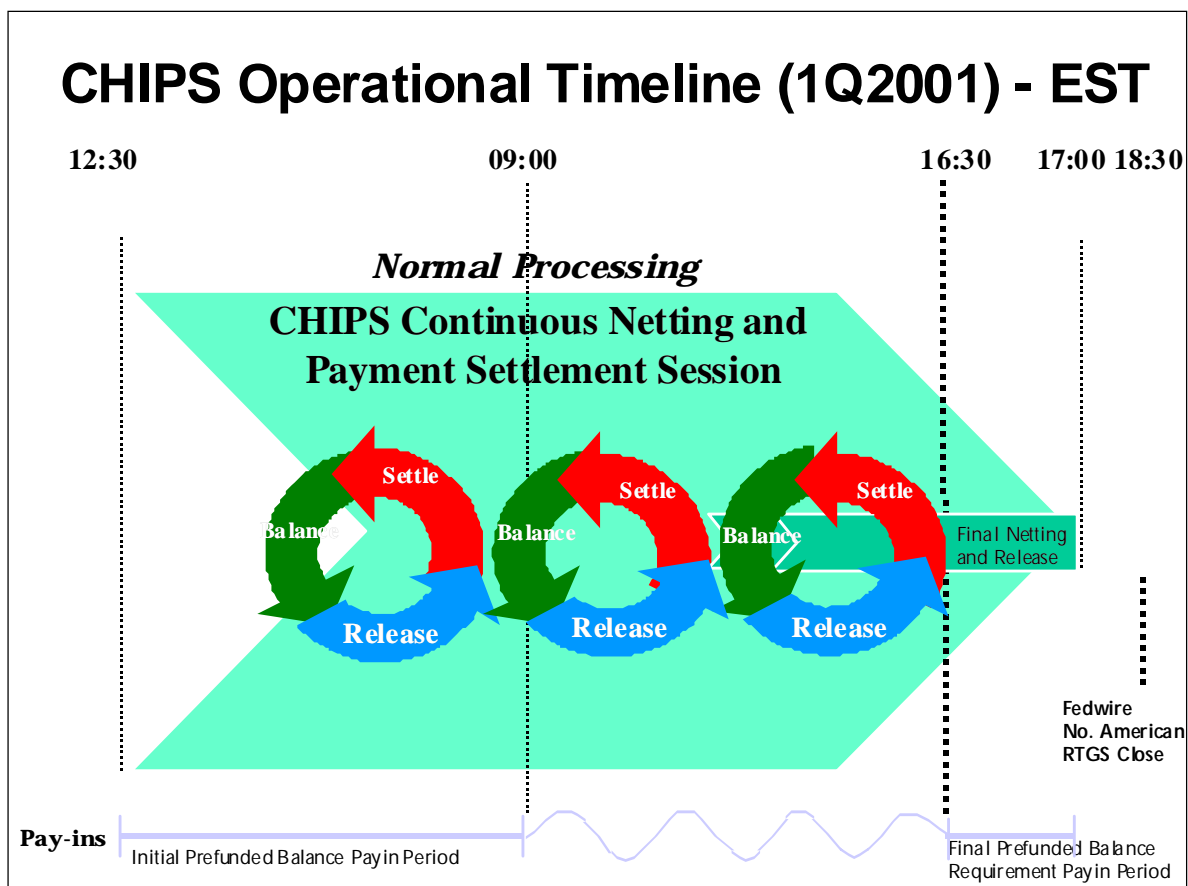 CHIPS Operational Timeline (1Q2001) - EST
12:30 09:00 16:30 17:00 18:30
Normal Processing
CHIPS Continuous Netting and
Payment Settlement Session
Settle Settle Settle
Balance Balance Balance
Final Netting
and Release
Release Release Release
Fedwire
No. American
RTGS Close
Pay-ins
Initial Prefunded Balance Payin Period
Final Prefunded Balance
Requirement Payin Period